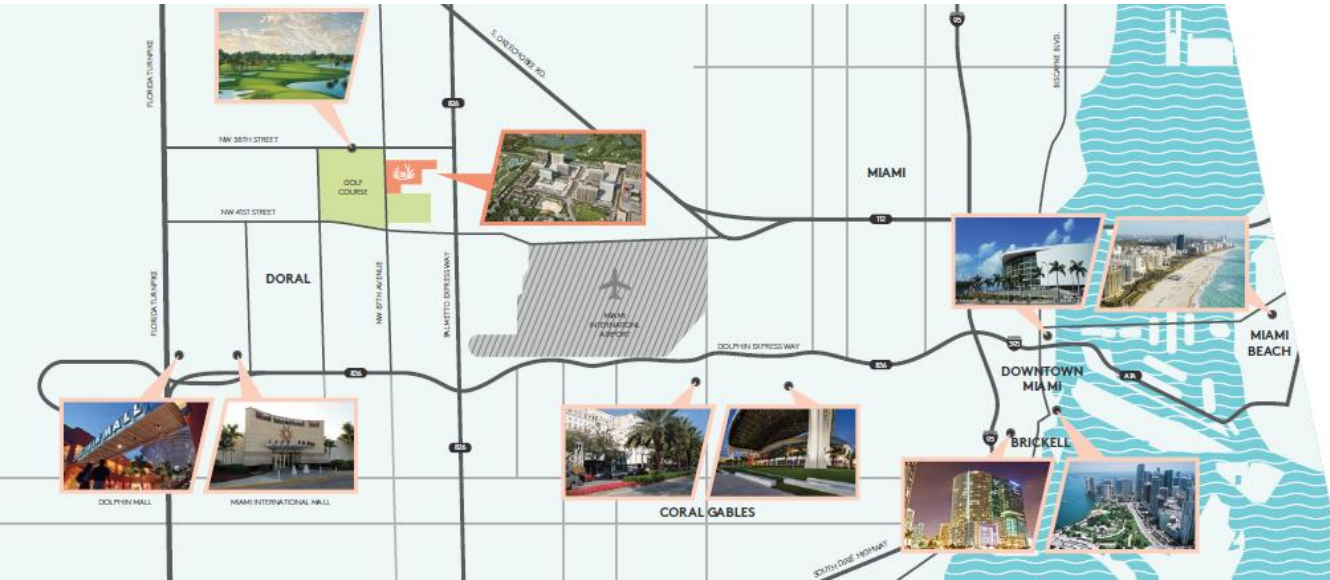 95
FLORIDA TURNPIKE
S. OKEECHOBEE RD.
BISCAYNE BLVD.
826
NW 58TH STREET
GOLF
COURSE
MIAMI
NW 41ST STREET
112
DORAL
NW 87TH AVENUE
PALMETTO EXPRESSWAY
FLORIDA TURNPIKE
MIAMI
INTERNATIONAL
AIRPORT
DOLPHIN EXPRESSWAY
836
836
395
MIAMI
BEACH
DOWNTOWN
MIAMI
A1A
MALL
826
95
BRICKELL
DOLPHIN MALL
MIAMI INTERNATIONAL MALL
CORAL GABLES
SOUTH DIXIE HIGHWAY